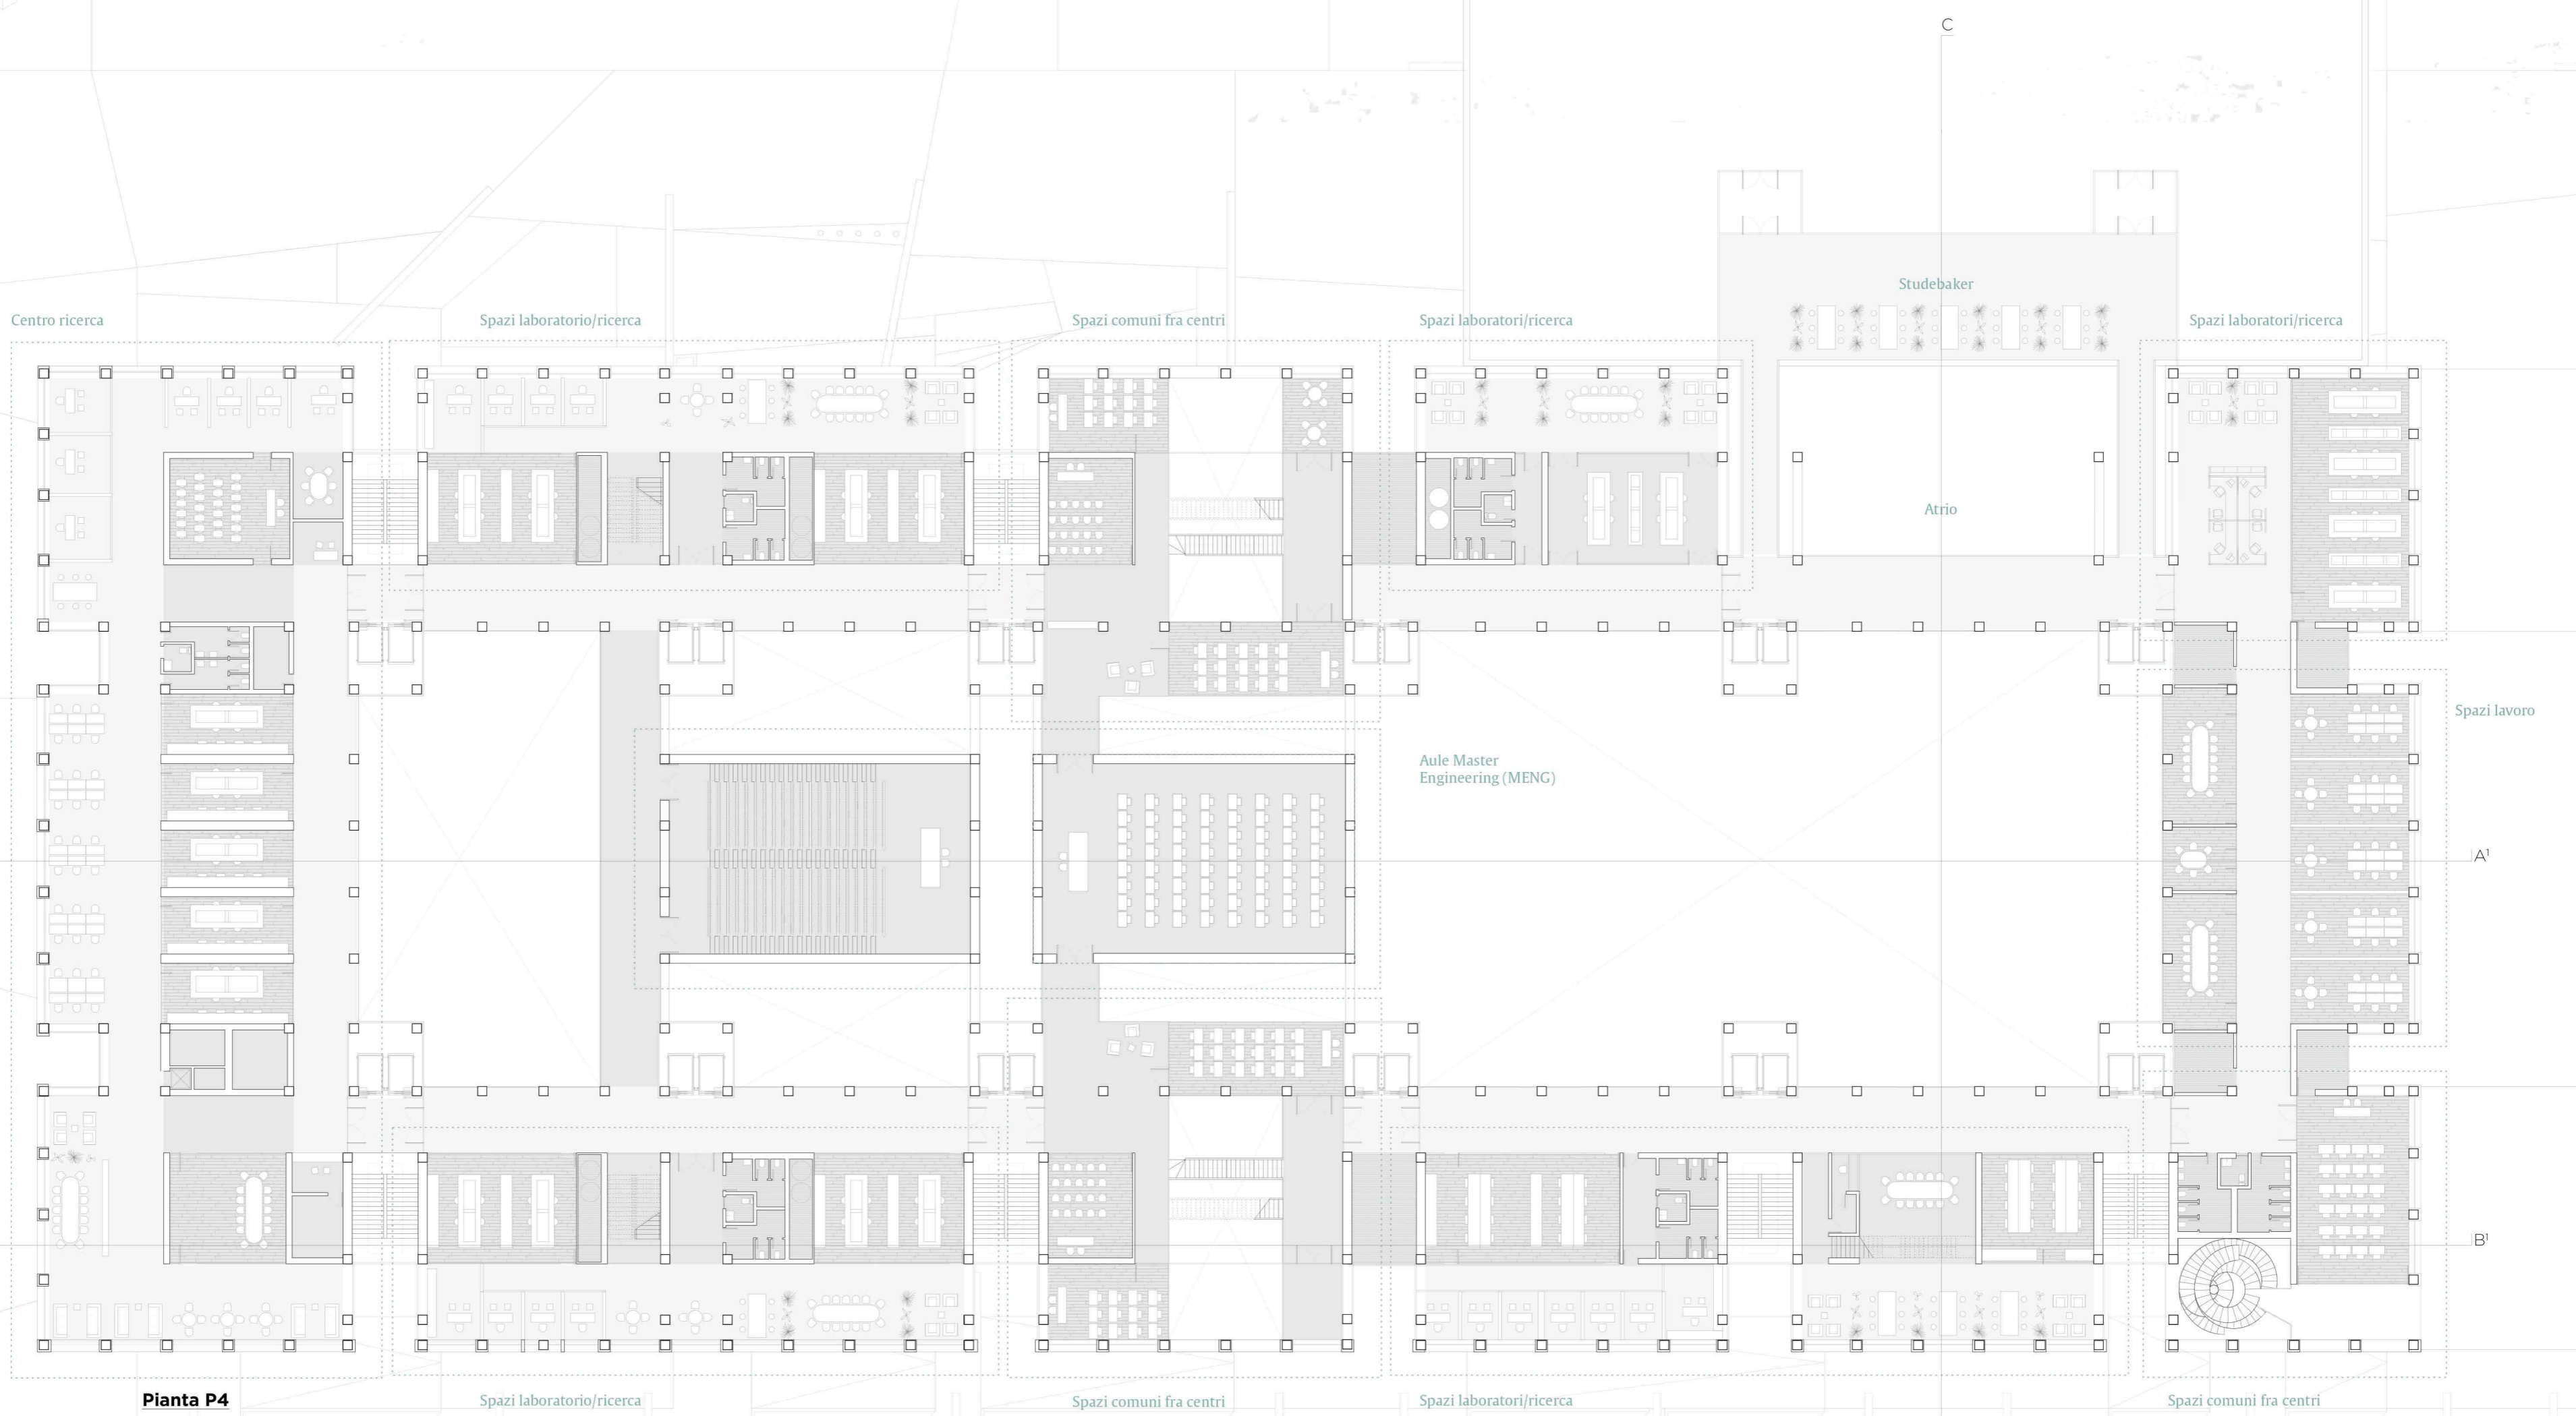 C
Studebaker
Centro ricerca
Spazi laboratorio/ricerca
Spazi comuni fra centri
Spazi laboratori/ricerca
Spazi laboratori/ricerca
Atrio
Spazi lavoro
Aule Master
Engineering (MENG)
A¹
B¹
Pianta P4
Spazi laboratorio/ricerca
Spazi comuni fra centri
Spazi laboratori/ricerca
Spazi comuni fra centri